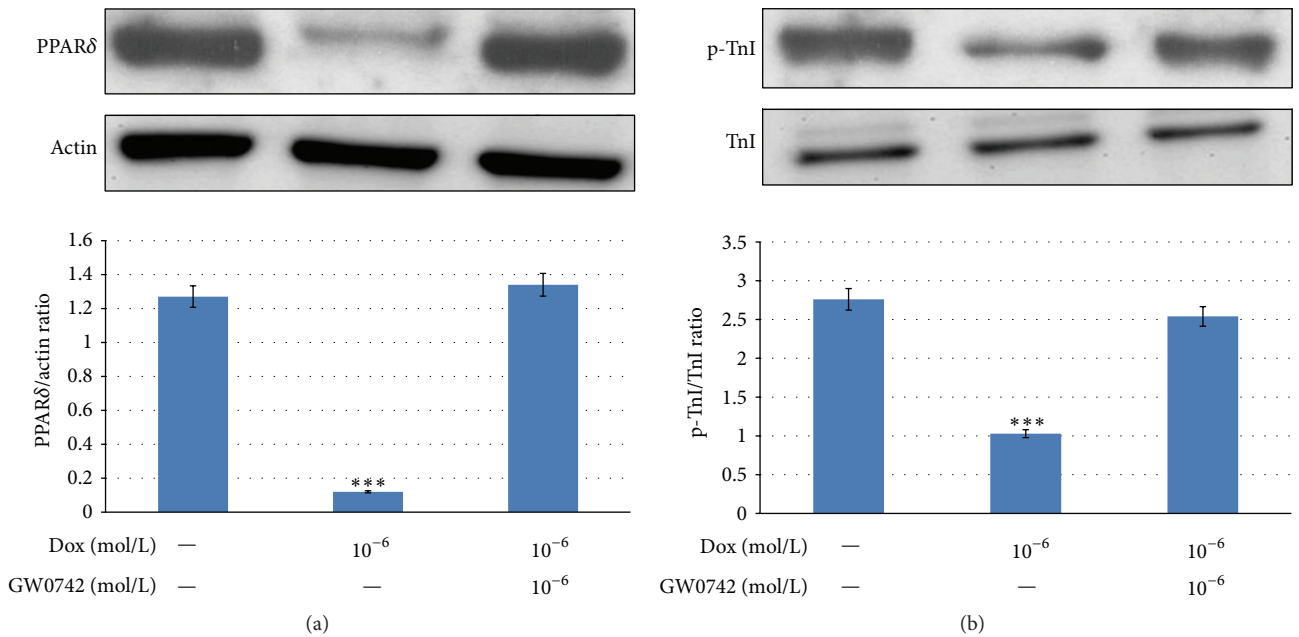 PPARδ
Actin
1.6
1.4
1.2
1
0.8
0.6
0.4
0.2
0
PPARδ/actin ratio
***
Dox (mol/L) — 10⁻⁶ 10⁻⁶
GW0742 (mol/L) — — 10⁻⁶
(a)
p-TnI
TnI
3.5
3
2.5
2
1.5
1
0.5
0
p-TnI/TnI ratio
***
Dox (mol/L) — 10⁻⁶ 10⁻⁶
GW0742 (mol/L) — — 10⁻⁶
(b)